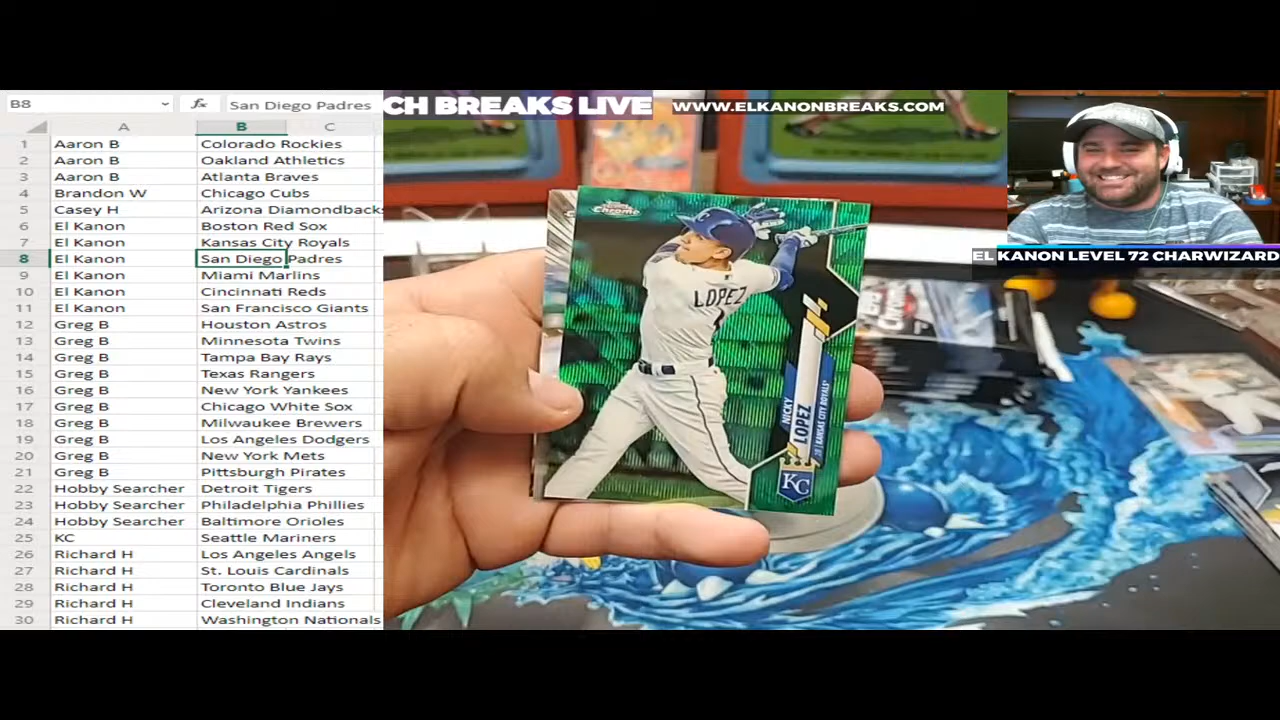 B8
fx
San Diego Padres
CH BREAKS LIVE
WWW.ELKANONBREAKS.COM
A B C
1 Aaron B Colorado Rockies
2 Aaron B Oakland Athletics
3 Aaron B Atlanta Braves
4 Brandon W Chicago Cubs
5 Casey H Arizona Diamondbacks
6 El Kanon Boston Red Sox
7 El Kanon Kansas City Royals
8 El Kanon San Diego Padres
9 El Kanon Miami Marlins
10 El Kanon Cincinnati Reds
11 El Kanon San Francisco Giants
12 Greg B Houston Astros
13 Greg B Minnesota Twins
14 Greg B Tampa Bay Rays
15 Greg B Texas Rangers
16 Greg B New York Yankees
17 Greg B Chicago White Sox
18 Greg B Milwaukee Brewers
19 Greg B Los Angeles Dodgers
20 Greg B New York Mets
21 Greg B Pittsburgh Pirates
22 Hobby Searcher Detroit Tigers
23 Hobby Searcher Philadelphia Phillies
24 Hobby Searcher Baltimore Orioles
25 KC Seattle Mariners
26 Richard H Los Angeles Angels
27 Richard H St. Louis Cardinals
28 Richard H Toronto Blue Jays
29 Richard H Cleveland Indians
30 Richard H Washington Nationals
Chrome
LOPEZ
1
NICKY
LOPEZ
2B | KANSAS CITY ROYALS
KC
EL KANON LEVEL 72 CHARWIZARD